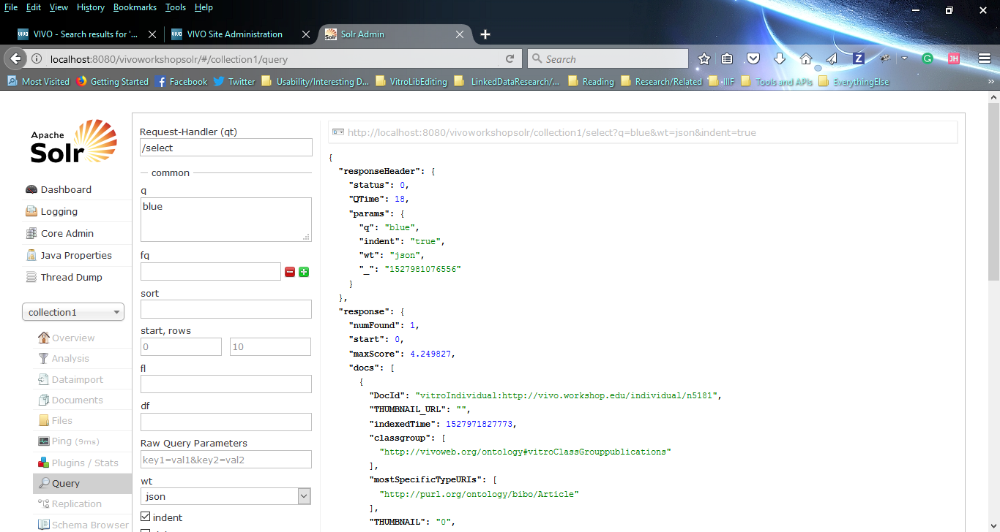 File Edit View History Bookmarks Tools Help
VIVO - Search results for '...
VIVO Site Administration
Solr Admin
localhost:8080/vivoworkshopsolr/#/collection1/query
Search
Most Visited Getting Started Facebook Twitter Usability/Interesting D... VitroLibEditing LinkedDataResearch/... Reading Research/Related IIIF Tools and APIs EverythingElse
Apache
Solr
Dashboard
Logging
Core Admin
Java Properties
Thread Dump
collection1
Overview
Analysis
Dataimport
Documents
Files
Ping (9ms)
Plugins / Stats
Query
Replication
Schema Browser
Request-Handler (qt)
/select
common
q
blue
fq
sort
start, rows
0 10
fl
df
Raw Query Parameters
key1=val1&key2=val2
wt
json
indent
http://localhost:8080/vivoworkshopsolr/collection1/select?q=blue&wt=json&indent=true
{
"responseHeader": {
"status": 0,
"QTime": 18,
"params": {
"q": "blue",
"indent": "true",
"wt": "json",
"_": "1527981076556"
}
},
"response": {
"numFound": 1,
"start": 0,
"maxScore": 4.249827,
"docs": [
{
"DocId": "vitroIndividual:http://vivo.workshop.edu/individual/n5181",
"THUMBNAIL_URL": "",
"indexedTime": 1527971827773,
"classgroup": [
"http://vivoweb.org/ontology#vitroClassGrouppublications"
],
"mostSpecificTypeURIs": [
"http://purl.org/ontology/bibo/Article"
],
"THUMBNAIL": "0",